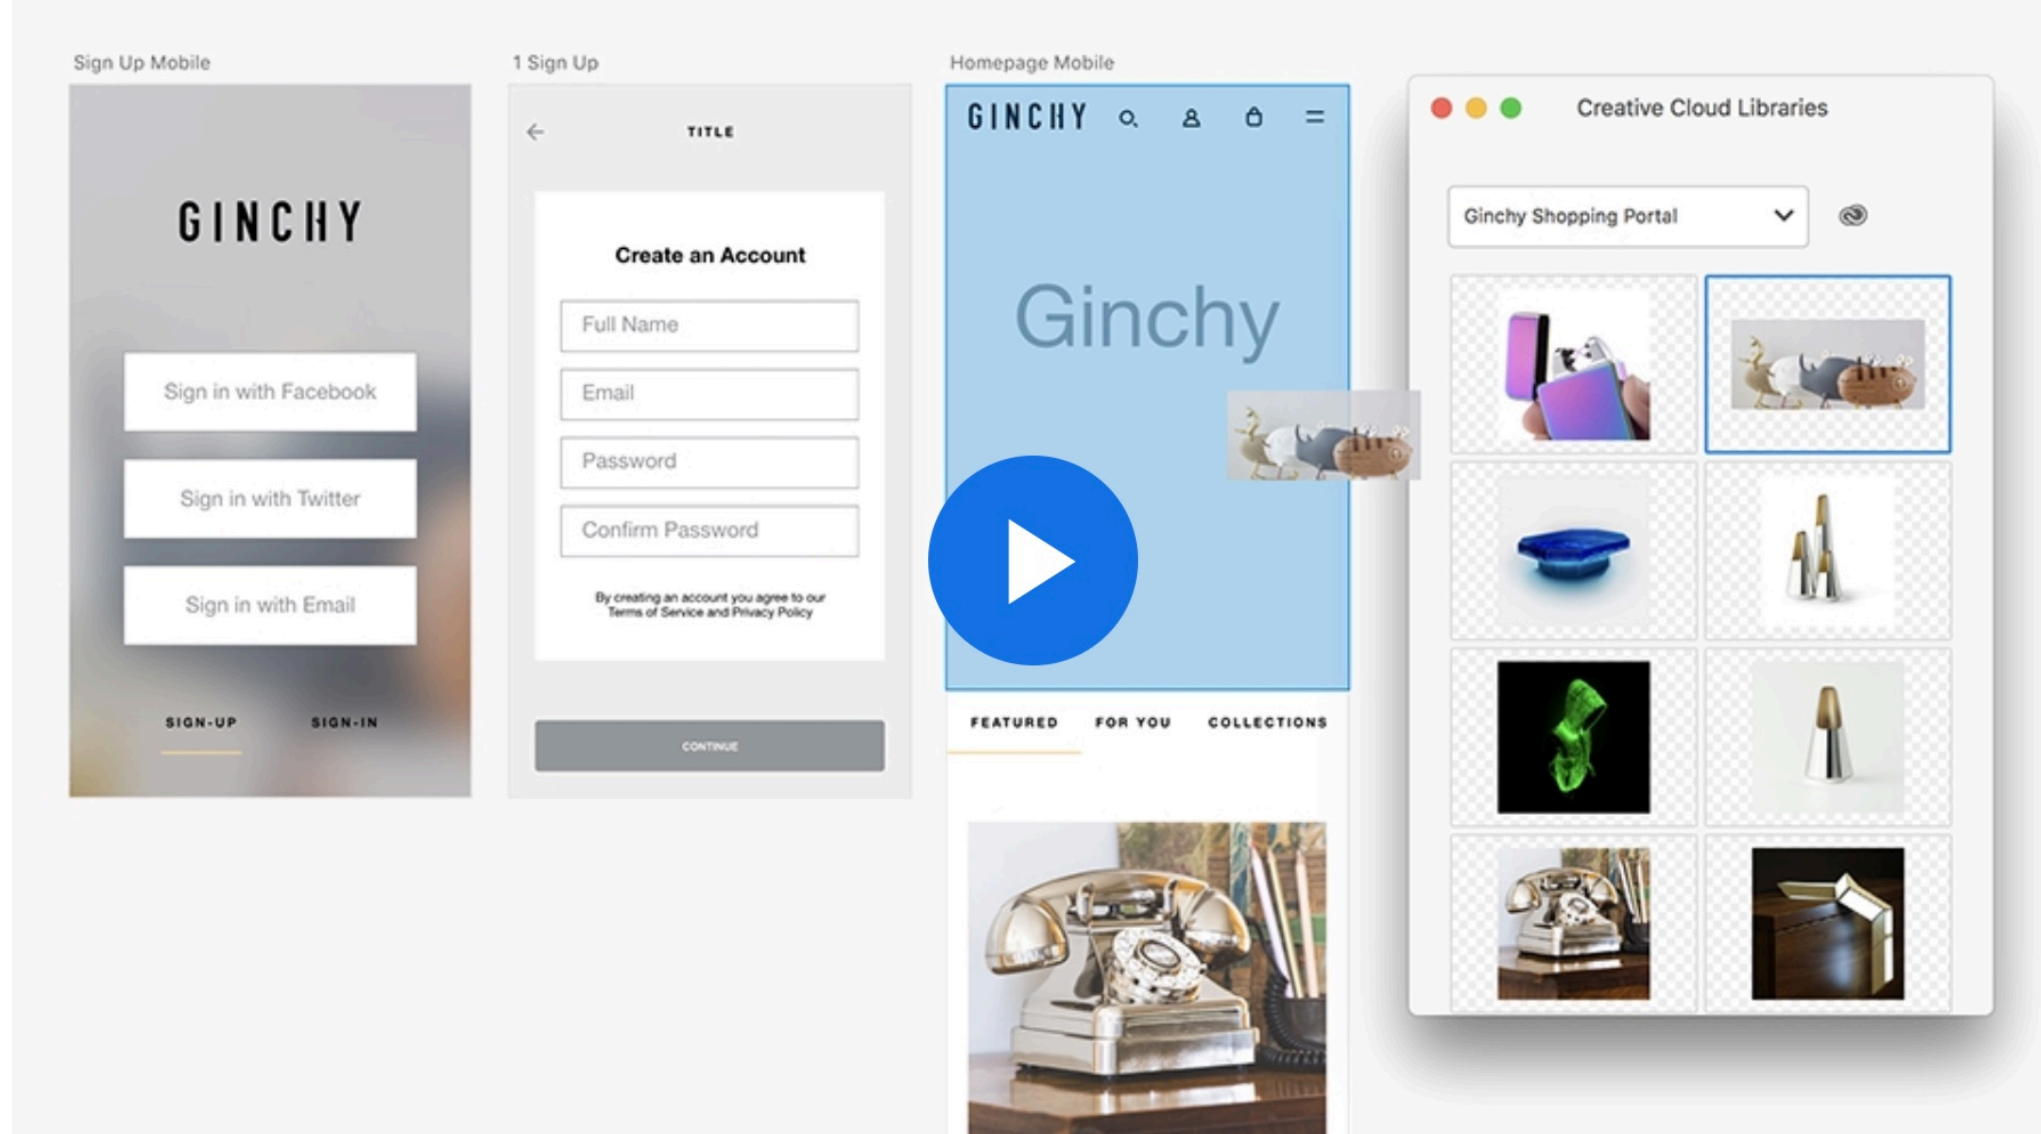 Sign Up Mobile
GINCHY
Sign in with Facebook
Sign in with Twitter
Sign in with Email
SIGN-UP SIGN-IN
1 Sign Up
TITLE
Create an Account
Full Name
Email
Password
Confirm Password
By creating an account you agree to our
Terms of Service and Privacy Policy
CONTINUE
Homepage Mobile
GINCHY
Ginchy
FEATURED FOR YOU COLLECTIONS
Creative Cloud Libraries
Ginchy Shopping Portal